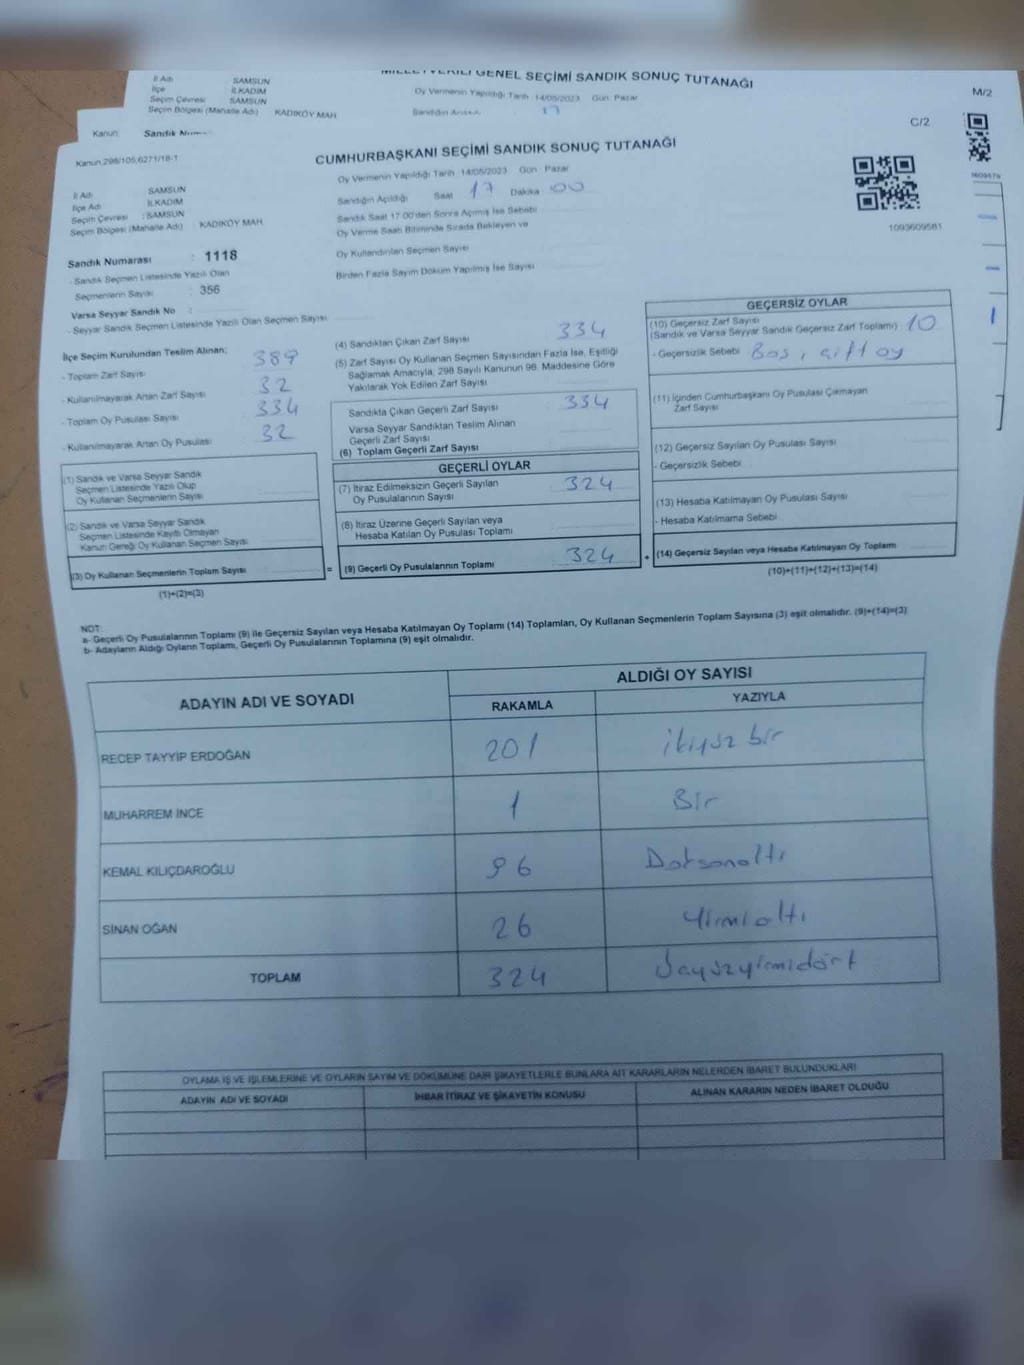 MİLLETVEKİLİ GENEL SEÇİMİ SANDIK SONUÇ TUTANAĞI
M/2
İl Adı SAMSUN
İlçe İLKADIM
Seçim Çevresi SAMSUN
Seçim Bölgesi (Mahalle Adı) KADIKÖY MAH
Oy Vermenin Yapıldığı Tarih :14/05/2023 Gün: Pazar
17
Kanun
C/2
Kanun:298/105,6271/18-1
CUMHURBAŞKANI SEÇİMİ SANDIK SONUÇ TUTANAĞI
Oy Vermenin Yapıldığı Tarih :14/05/2023 Gün : Pazar
İl Adı SAMSUN
İlçe Adı İLKADIM
Seçim Çevresi : SAMSUN
Seçim Bölgesi (Mahalle Adı) KADIKÖY MAH
Sandığın Açıldığı Saat 17 Dakika 00
Sandık Saat 17:00'den Sonra Açmış İse Sebebi
Oy Verme Saati Bitiminde Sırada Bekleyen ve
Oy Kullandırılan Seçmen Sayısı
Birden Fazla Sayım Döküm Yapılmış İse Sayısı
1093609581
Sandık Numarası : 1118
- Sandık Seçmen Listesinde Yazılı Olan
Seçmenlerin Sayısı : 356
Varsa Seyyar Sandık No :
- Seyyar Sandık Seçmen Listesinde Yazılı Olan Seçmen Sayısı
İlçe Seçim Kurulundan Teslim Alınan;
- Toplam Zarf Sayısı 389
- Kullanılmayarak Artan Zarf Sayısı 32
- Toplam Oy Pusulası Sayısı 334
- Kullanılmayarak Artan Oy Pusulası 32
(1) Sandık ve Varsa Seyyar Sandık
Seçmen Listesinde Yazılı Olup
Oy Kullanan Seçmenlerin Sayısı
(2) Sandık ve Varsa Seyyar Sandık
Seçmen Listesinde Kayıtlı Olmayan
Kanun Gereği Oy Kullanan Seçmen Sayısı
(3) Oy Kullanan Seçmenlerin Toplam Sayısı
(1)+(2)=(3)
=
(4) Sandıktan Çıkan Zarf Sayısı 334
(5) Zarf Sayısı Oy Kullanan Seçmen Sayısından Fazla İse, Eşitliği
Sağlamak Amacıyla, 298 Sayılı Kanunun 98. Maddesine Göre
Yakılarak Yok Edilen Zarf Sayısı
Sandıkta Çıkan Geçerli Zarf Sayısı 334
Varsa Seyyar Sandıktan Teslim Alınan
Geçerli Zarf Sayısı
(6) Toplam Geçerli Zarf Sayısı
GEÇERLİ OYLAR
(7) İtiraz Edilmeksizin Geçerli Sayılan
Oy Pusulalarının Sayısı 324
(8) İtiraz Üzerine Geçerli Sayılan veya
Hesaba Katılan Oy Pusulası Toplamı
(9) Geçerli Oy Pusulalarının Toplamı 324
+
GEÇERSİZ OYLAR
(10) Geçersiz Zarf Sayısı
(Sandık ve Varsa Seyyar Sandık Geçersiz Zarf Toplamı) 10
- Geçersizlik Sebebi Boş, çift oy
(11) İçinden Cumhurbaşkanı Oy Pusulası Çıkmayan
Zarf Sayısı
(12) Geçersiz Sayılan Oy Pusulası Sayısı
- Geçersizlik Sebebi
(13) Hesaba Katılmayan Oy Pusulası Sayısı
- Hesaba Katılmama Sebebi
(14) Geçersiz Sayılan veya Hesaba Katılmayan Oy Toplamı
(10)+(11)+(12)+(13)=(14)
NOT:
a- Geçerli Oy Pusulalarının Toplamı (9) ile Geçersiz Sayılan veya Hesaba Katılmayan Oy Toplamı (14) Toplamları, Oy Kullanan Seçmenlerin Toplam Sayısına (3) eşit olmalıdır. (9)+(14)=(3)
b- Adayların Aldığı Oyların Toplamı, Geçerli Oy Pusulalarının Toplamına (9) eşit olmalıdır.
ADAYIN ADI VE SOYADI
ALDIĞI OY SAYISI
RAKAMLA YAZIYLA
RECEP TAYYİP ERDOĞAN 201 ikiyüz bir
MUHARREM İNCE 1 Bir
KEMAL KILIÇDAROĞLU 96 Doksanaltı
SİNAN OĞAN 26 Yirmialtı
TOPLAM 324 Üçyüzyirmidört
OYLAMA İŞ VE İŞLEMLERİNE VE OYLARIN SAYIM VE DÖKÜMÜNE DAİR ŞİKAYETLERLE BUNLARA AİT KARARLARIN NELERDEN İBARET BULUNDUKLARI
ADAYIN ADI VE SOYADI
İHBAR İTİRAZ VE ŞİKAYETİN KONUSU
ALINAN KARARIN NEDEN İBARET OLDUĞU